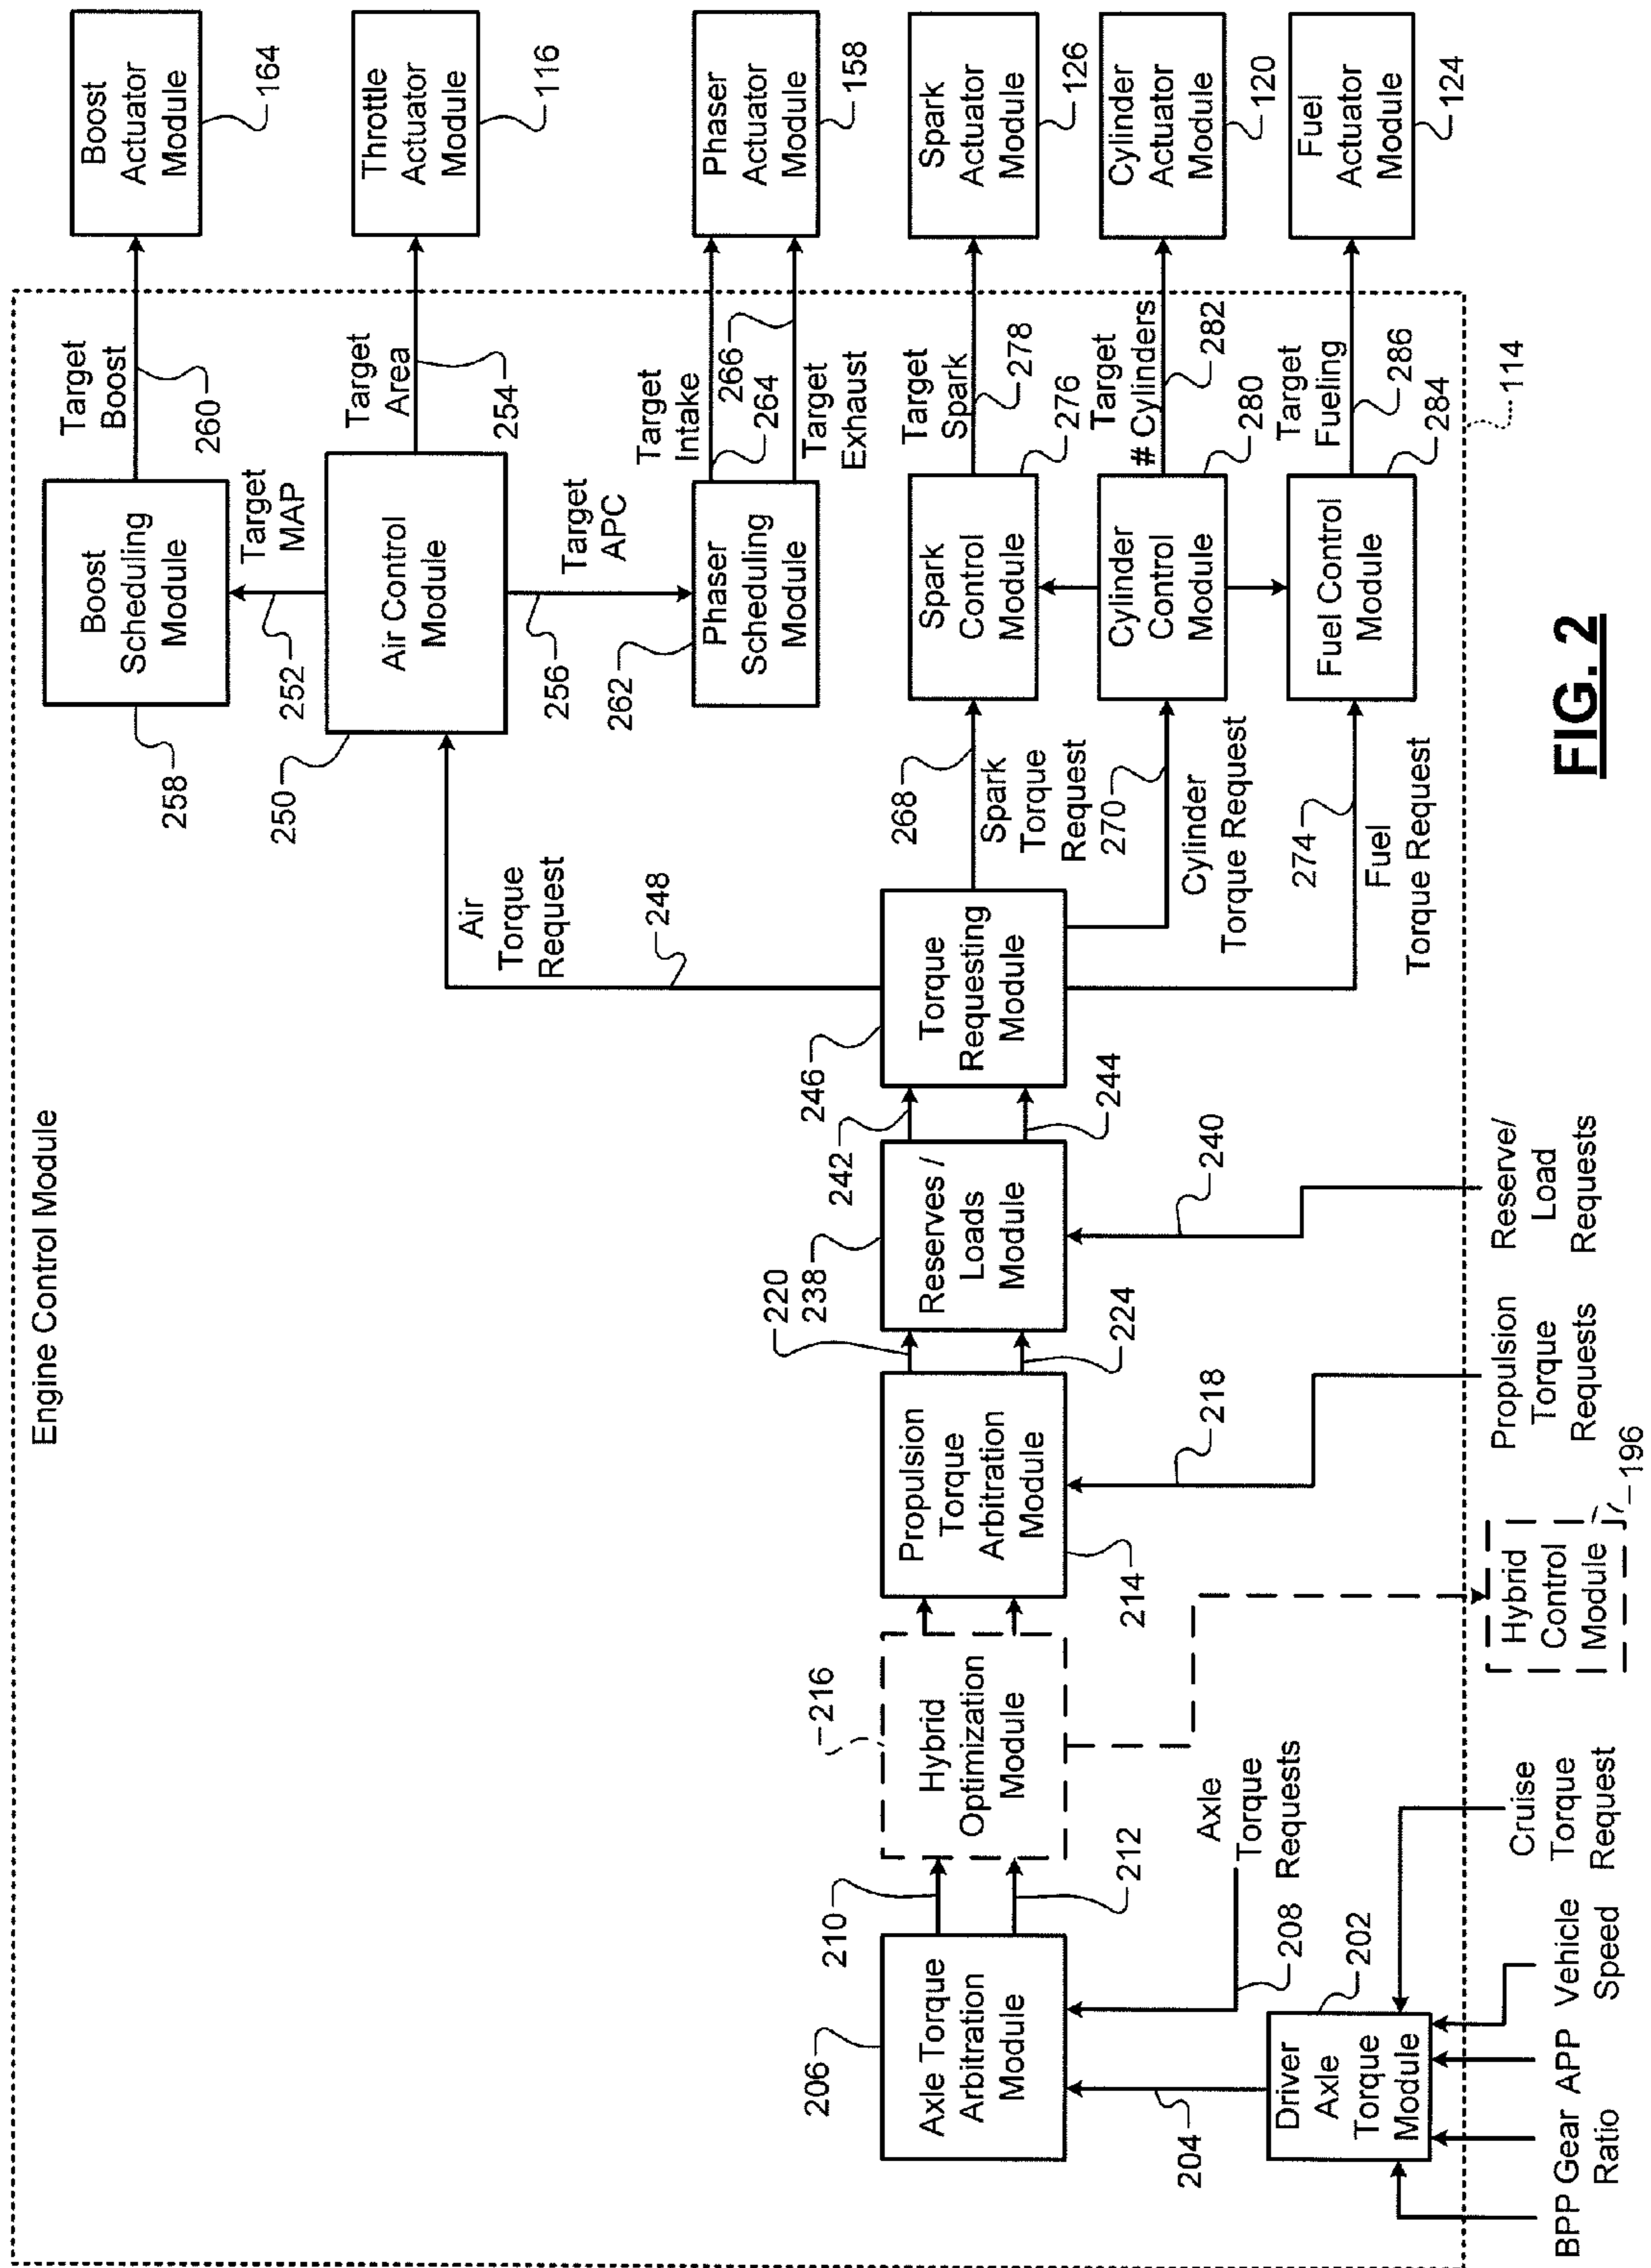 Engine Control Module
Boost
Actuator
Module
164
Throttle
Actuator
Module
116
Phaser
Actuator
Module
158
Spark
Actuator
Module
126
Cylinder
Actuator
Module
120
Fuel
Actuator
Module
124
Target
Boost
260
Target
Area
254
Target
Intake
264
266
Target
Exhaust
Target
Spark
278
Target
# Cylinders
282
Target
Fueling
286
114
Boost
Scheduling
Module
258
Target
MAP
252
Air Control
Module
250
Target
APC
256
262
Phaser
Scheduling
Module
Spark
Control
Module
276
Cylinder
Control
Module
280
Fuel Control
Module
284
Air
Torque
Request
248
268
Spark
Torque
Request
270
Cylinder
Torque Request
274
Fuel
Torque Request
Torque
Requesting
Module
246
242
244
Reserves /
Loads
Module
238
220
224
240
Reserve/
Load
Requests
Propulsion
Torque
Arbitration
Module
214
218
Propulsion
Torque
Requests
Hybrid
Optimization
Module
216
Hybrid
Control
Module
196
210
212
Axle Torque
Arbitration
Module
206
Axle
Torque
Requests
208
204
Driver
Axle
Torque
Module
202
BPP
Gear
Ratio
APP
Vehicle
Speed
Cruise
Torque
Request
FIG. 2